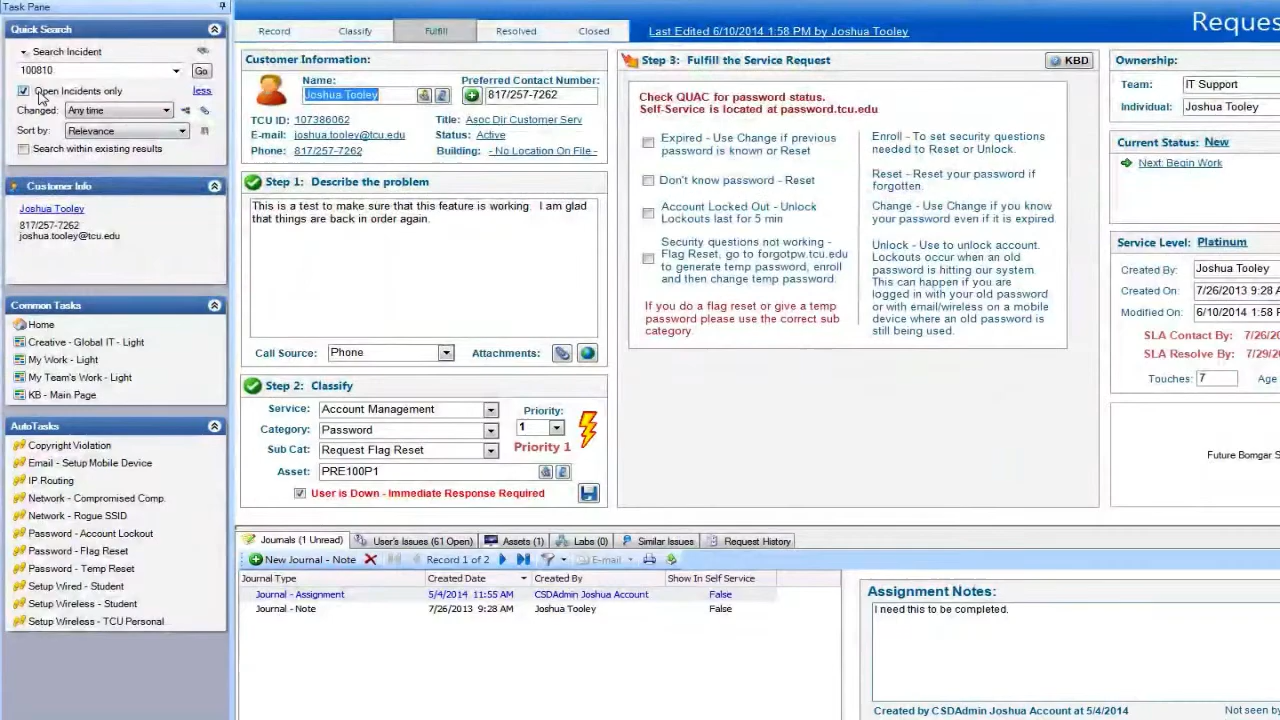 Task Pane
Quick Search
Search Incident
100810
Go
Open Incidents only
less
Changed:
Any time
Sort by:
Relevance
Search within existing results
Customer Info
Joshua Tooley
817/257-7262
joshua.tooley@tcu.edu
Common Tasks
Home
Creative - Global IT - Light
My Work - Light
My Team's Work - Light
KB - Main Page
AutoTasks
Copyright Violation
Email - Setup Mobile Device
IP Routing
Network - Compromised Comp.
Network - Rogue SSID
Password - Account Lockout
Password - Flag Reset
Password - Temp Reset
Setup Wired - Student
Setup Wireless - Student
Setup Wireless - TCU Personal
Record
Classify
Fulfill
Resolved
Closed
Last Edited 6/10/2014 1:58 PM by Joshua Tooley
Reques
Customer Information:
Name:
Joshua Tooley
Preferred Contact Number:
817/257-7262
TCU ID: 107386062
Title: Asoc Dir Customer Serv
E-mail: joshua.tooley@tcu.edu
Status: Active
Phone: 817/257-7262
Building: - No Location On File -
Step 1: Describe the problem
This is a test to make sure that this feature is working. I am glad
that things are back in order again.
Call Source:
Phone
Attachments:
Step 2: Classify
Service:
Account Management
Category:
Password
Sub Cat:
Request Flag Reset
Asset:
PRE100P1
Priority:
1
Priority 1
User is Down - Immediate Response Required
Step 3: Fulfill the Service Request
KBD
Check QUAC for password status.
Self-Service is located at password.tcu.edu
Expired - Use Change if previous
password is known or Reset
Don't know password - Reset
Account Locked Out - Unlock
Lockouts last for 5 min
Security questions not working -
Flag Reset, go to forgotpw.tcu.edu
to generate temp password, enroll
and then change temp password.
If you do a flag reset or give a temp
password please use the correct sub
category.
Enroll - To set security questions
needed to Reset or Unlock.
Reset - Reset your password if
forgotten.
Change - Use Change if you know
your password even if it is expired
Unlock - Use to unlock account.
Lockouts occur when an old
password is hitting our system.
This can happen if you are
logged in with your old password
or with email/wireless on a mobile
device where an old password is
still being used.
Ownership:
Team:
IT Support
Individual:
Joshua Tooley
Current Status: New
Next: Begin Work
Service Level: Platinum
Created By:
Joshua Tooley
Created On:
7/26/2013 9:28 A
Modified On:
6/10/2014 1:58 P
SLA Contact By: 7/26/20
SLA Resolve By: 7/29/20
Touches:
7
Age
Future Bomgar S
Journals (1 Unread)
User's Issues (61 Open)
Assets (1)
Labs (0)
Similar Issues
Request History
New Journal - Note
Record 1 of 2
E-mail
Journal Type
Created Date
Created By
Show In Self Service
Journal - Assignment
5/4/2014 11:55 AM
CSDAdmin Joshua Account
False
Journal - Note
7/26/2013 9:28 AM
Joshua Tooley
False
Assignment Notes:
I need this to be completed.
Created by CSDAdmin Joshua Account at 5/4/2014
Not seen by